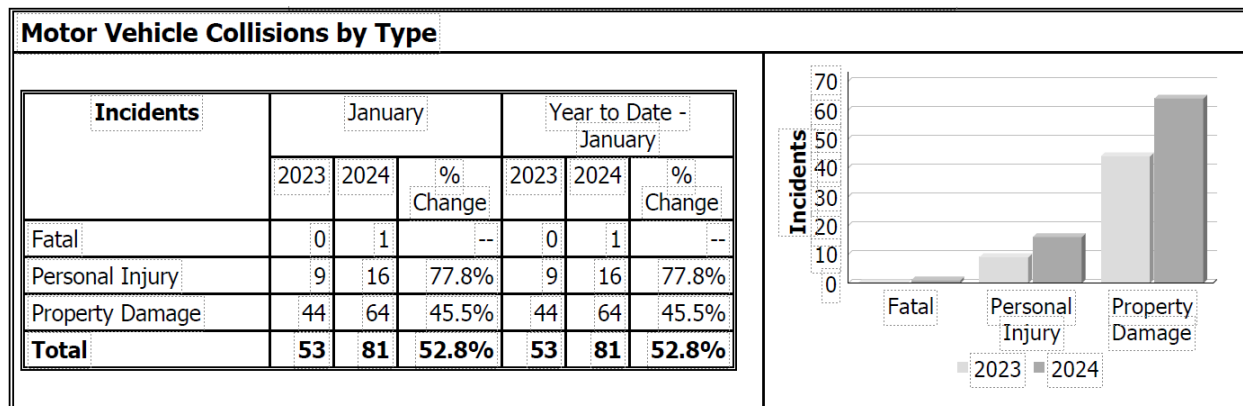 Motor Vehicle Collisions by Type
Incidents January Year to Date -
January
2023 2024 % Change 2023 2024 % Change
Fatal 0 1 -- 0 1 --
Personal Injury 9 16 77.8% 9 16 77.8%
Property Damage 44 64 45.5% 44 64 45.5%
Total 53 81 52.8% 53 81 52.8%
Incidents
70
60
50
40
30
20
10
0
Fatal Personal Injury Property Damage
2023 2024